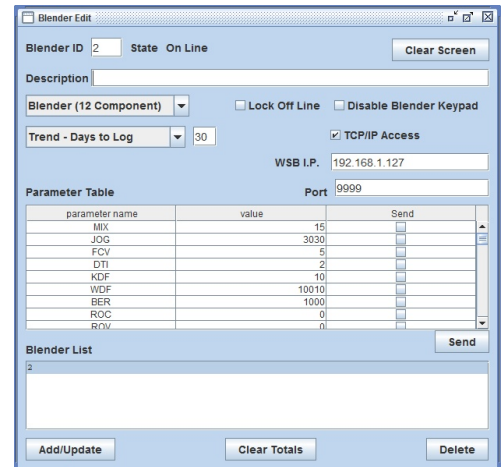 Blender Edit
Blender ID 2 State On Line Clear Screen
Description
Blender (12 Component) Lock Off Line Disable Blender Keypad
Trend - Days to Log 30 TCP/IP Access
WSB I.P. 192.168.1.127
Parameter Table Port 9999
parameter name value Send
MIX 15
JOG 3030
FCV 5
DTI 2
KDF 10
WDF 10010
BER 1000
ROC 0
ROV 0
Send
Blender List
2
Add/Update Clear Totals Delete